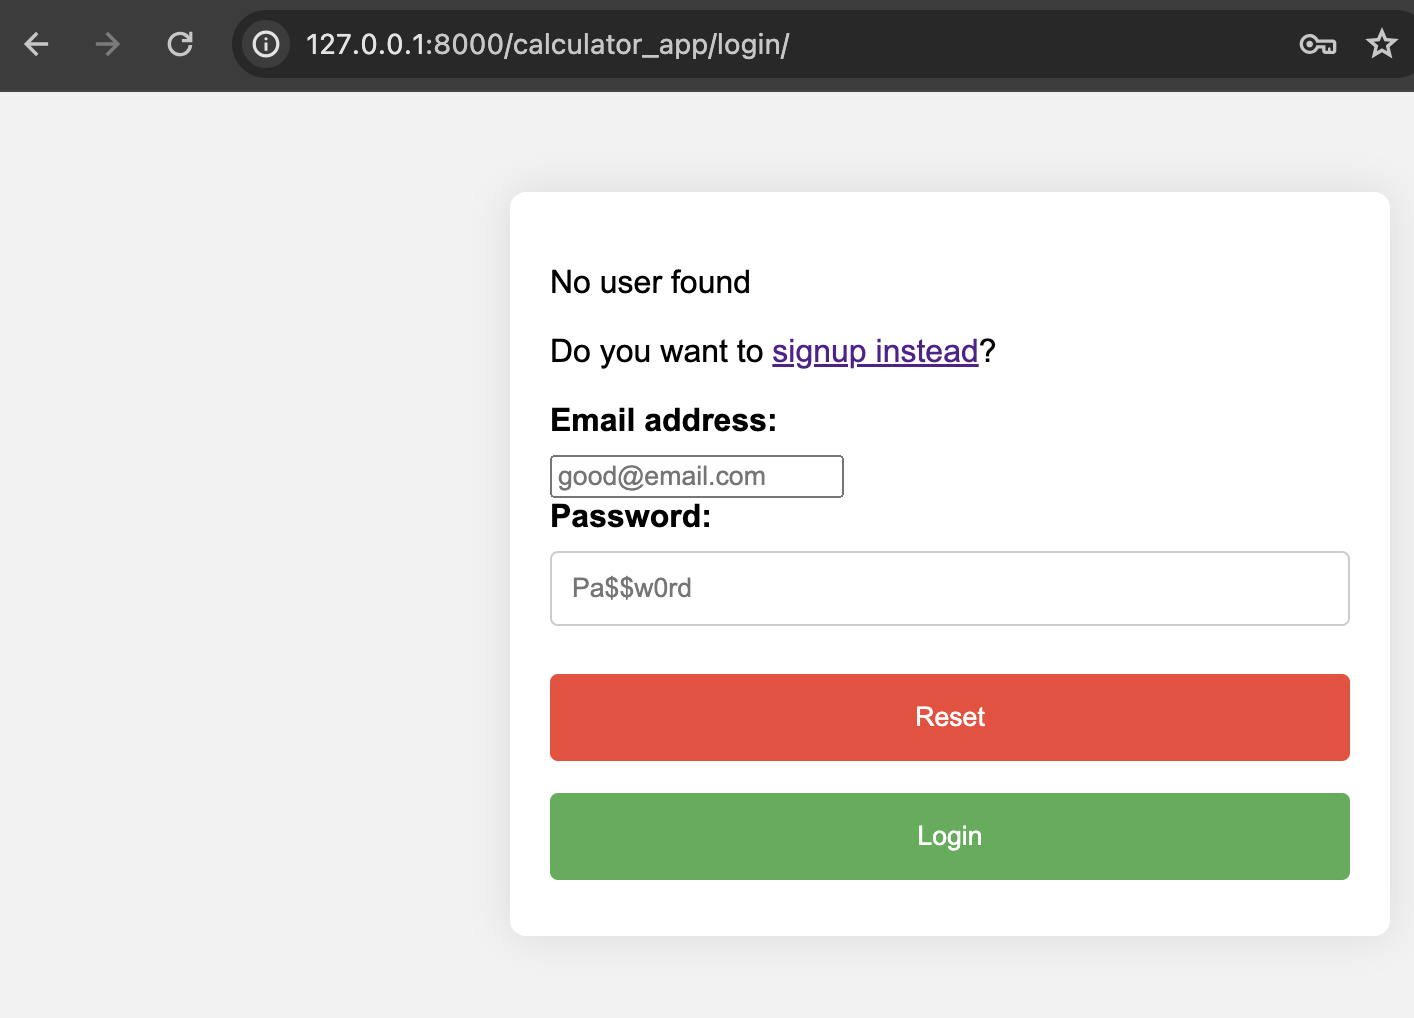 127.0.0.1:8000/calculator_app/login/
No user found
Do you want to signup instead?
Email address:
good@email.com
Password:
Pa$$w0rd
Reset
Login